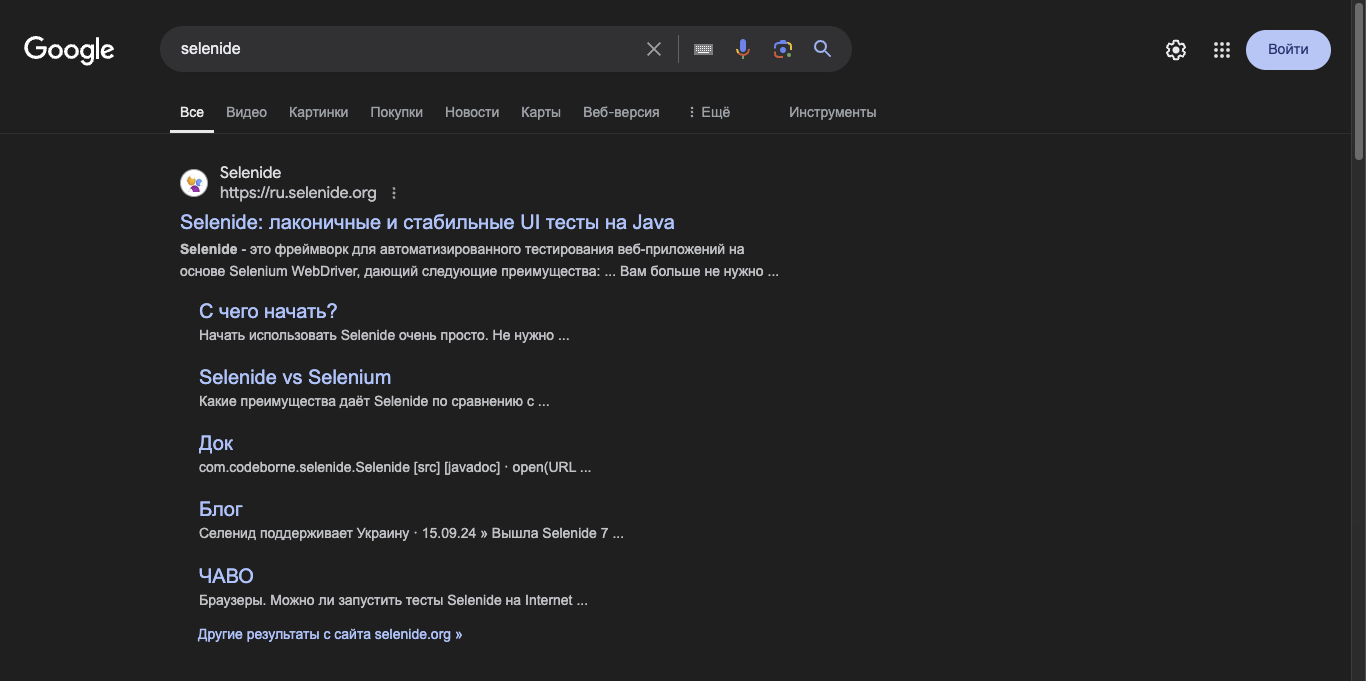 Google
selenide
Войти
Все Видео Картинки Покупки Новости Карты Веб-версия Ещё Инструменты
Selenide
https://ru.selenide.org
Selenide: лаконичные и стабильные UI тесты на Java
Selenide - это фреймворк для автоматизированного тестирования веб-приложений на
основе Selenium WebDriver, дающий следующие преимущества: ... Вам больше не нужно ...
С чего начать?
Начать использовать Selenide очень просто. Не нужно ...
Selenide vs Selenium
Какие преимущества даёт Selenide по сравнению с ...
Док
com.codeborne.selenide.Selenide [src] [javadoc] · open(URL ...
Блог
Селенид поддерживает Украину · 15.09.24 » Вышла Selenide 7 ...
ЧАВО
Браузеры. Можно ли запустить тесты Selenide на Internet ...
Другие результаты с сайта selenide.org »